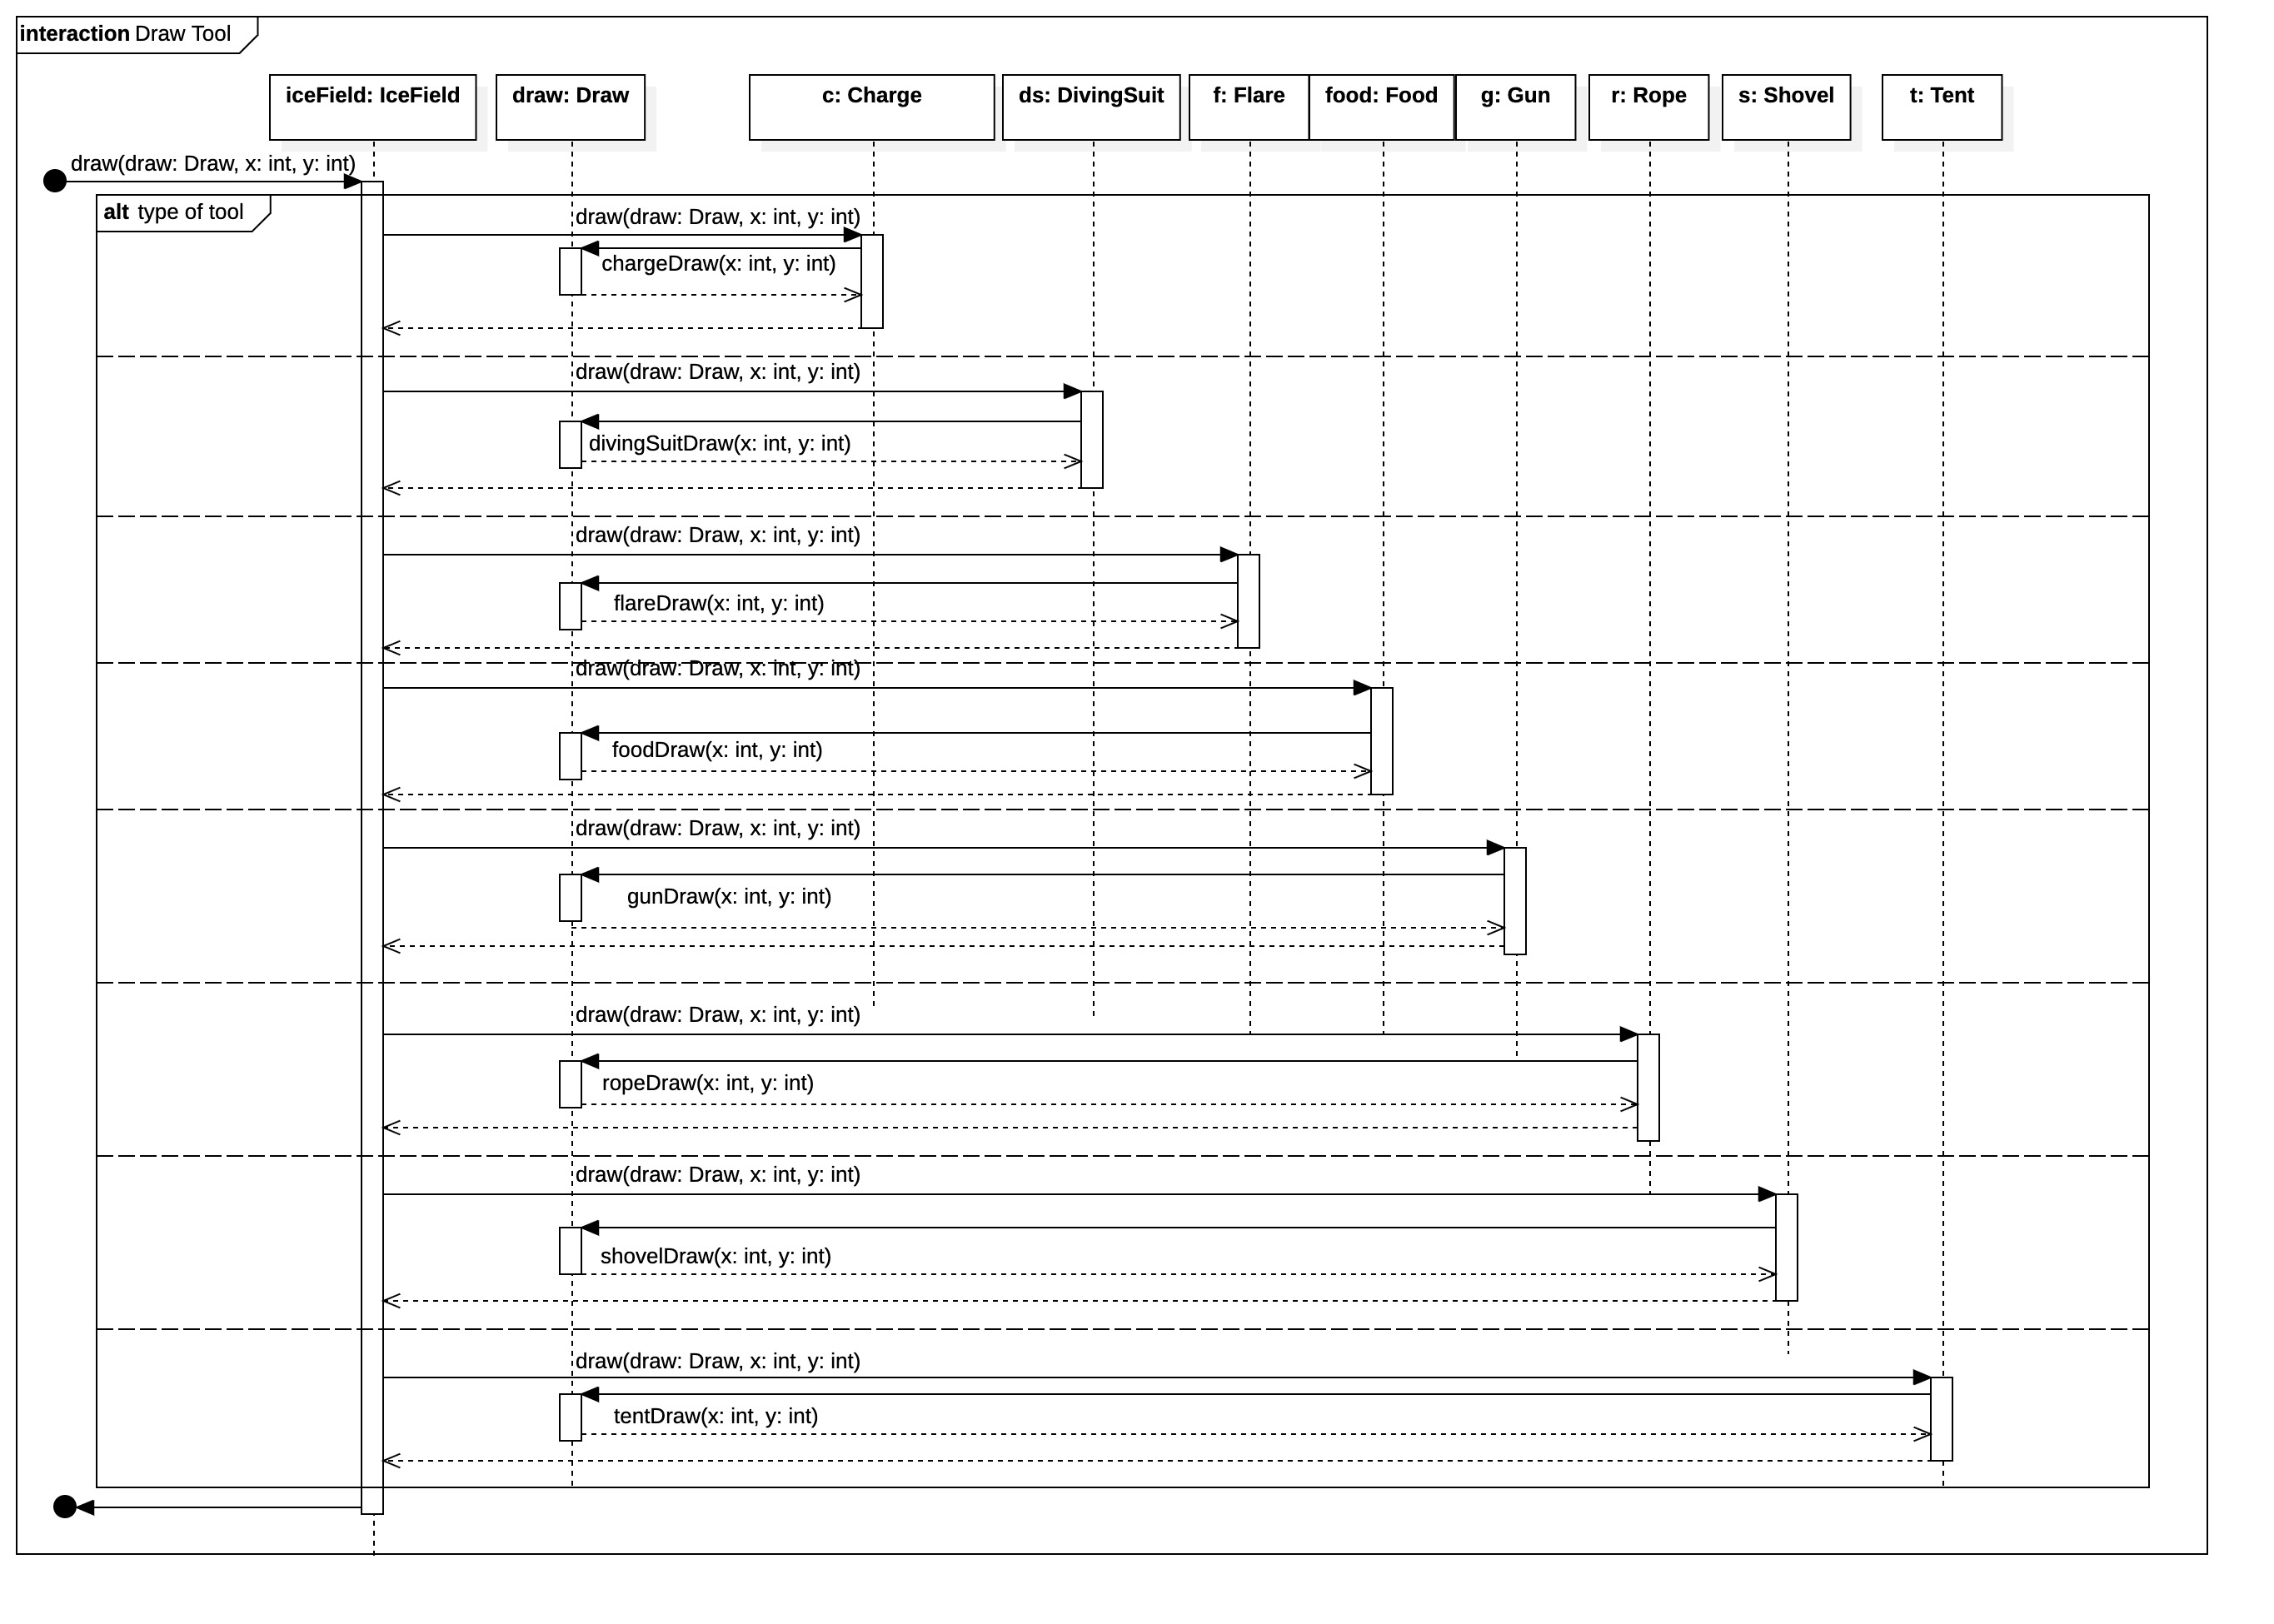 interaction Draw Tool
iceField: IceField
draw: Draw
c: Charge
ds: DivingSuit
f: Flare
food: Food
g: Gun
r: Rope
s: Shovel
t: Tent
draw(draw: Draw, x: int, y: int)
alt type of tool
draw(draw: Draw, x: int, y: int)
chargeDraw(x: int, y: int)
draw(draw: Draw, x: int, y: int)
divingSuitDraw(x: int, y: int)
draw(draw: Draw, x: int, y: int)
flareDraw(x: int, y: int)
draw(draw: Draw, x: int, y: int)
foodDraw(x: int, y: int)
draw(draw: Draw, x: int, y: int)
gunDraw(x: int, y: int)
draw(draw: Draw, x: int, y: int)
ropeDraw(x: int, y: int)
draw(draw: Draw, x: int, y: int)
shovelDraw(x: int, y: int)
draw(draw: Draw, x: int, y: int)
tentDraw(x: int, y: int)